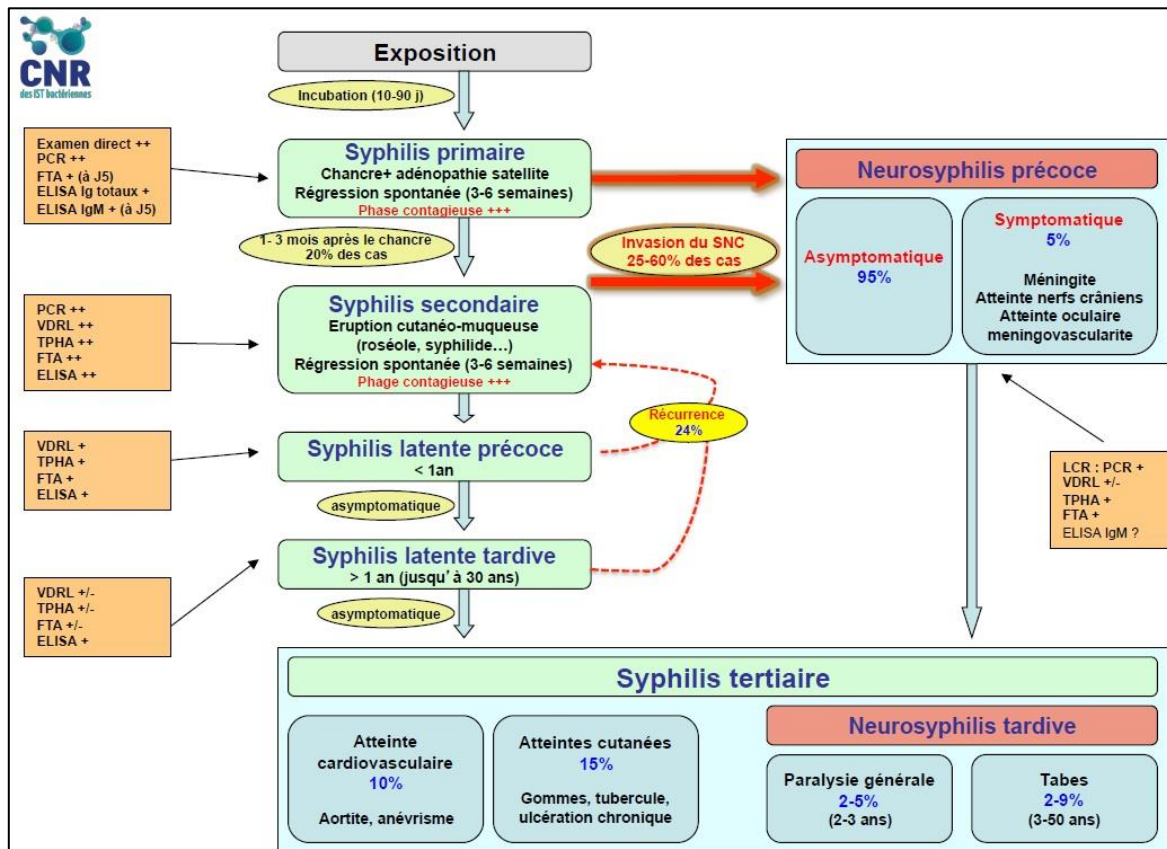 CNR
des IST bactériennes
Exposition
Incubation (10-90 j)
Examen direct ++
PCR ++
FTA + (à J5)
ELISA Ig totaux +
ELISA IgM + (à J5)
Syphilis primaire
Chancre+ adénopathie satellite
Régression spontanée (3-6 semaines)
Phase contagieuse +++
1- 3 mois après le chancre
20% des cas
Invasion du SNC
25-60% des cas
Neurosyphilis précoce
Asymptomatique
95%
Symptomatique
5%
Méningite
Atteinte nerfs crâniens
Atteinte oculaire
meningovascularite
PCR ++
VDRL ++
TPHA ++
FTA ++
ELISA ++
Syphilis secondaire
Eruption cutanéo-muqueuse
(roséole, syphilide…)
Régression spontanée (3-6 semaines)
Phage contagieuse +++
Récurrence
24%
VDRL +
TPHA +
FTA +
ELISA +
Syphilis latente précoce
< 1an
asymptomatique
LCR : PCR +
VDRL +/-
TPHA +
FTA +
ELISA IgM ?
VDRL +/-
TPHA +/-
FTA +/-
ELISA +
Syphilis latente tardive
> 1 an (jusqu' à 30 ans)
asymptomatique
Syphilis tertiaire
Atteinte
cardiovasculaire
10%
Aortite, anévrisme
Atteintes cutanées
15%
Gommes, tubercule,
ulcération chronique
Neurosyphilis tardive
Paralysie générale
2-5%
(2-3 ans)
Tabes
2-9%
(3-50 ans)